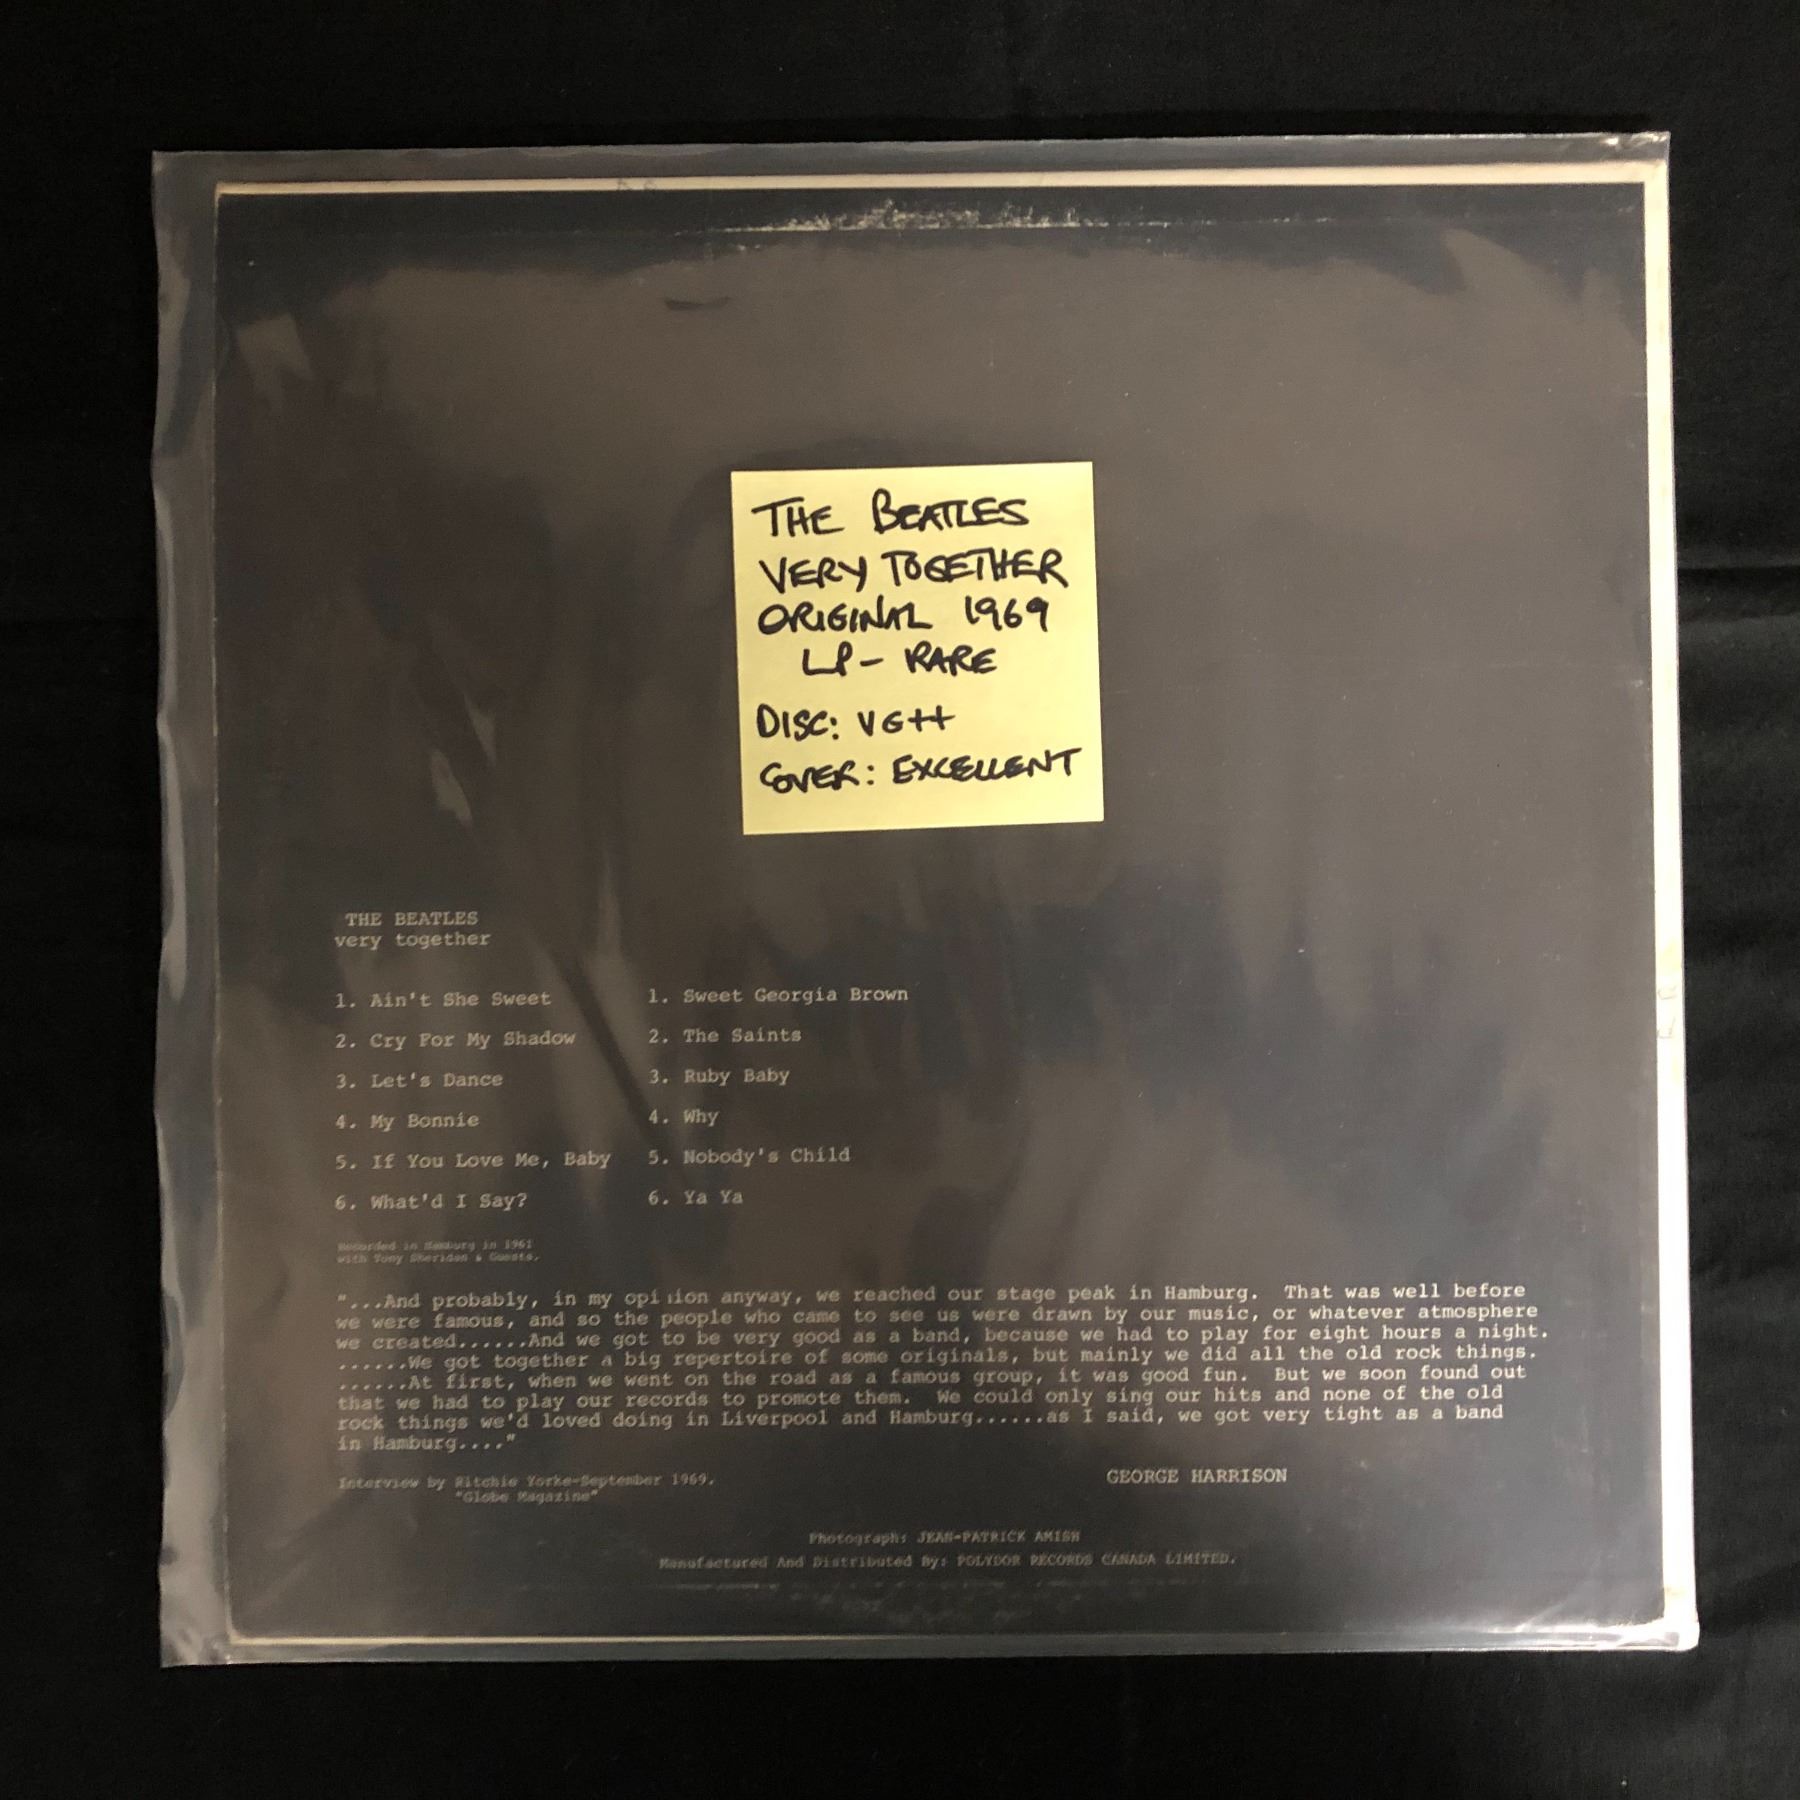 THE BEATLES
VERY TOGETHER
ORIGINAL 1969
LP - RARE
DISC: VG++
COVER: EXCELLENT
THE BEATLES
very together
1. Ain't She Sweet
2. Cry For My Shadow
3. Let's Dance
4. My Bonnie
5. If You Love Me, Baby
6. What'd I Say?
1. Sweet Georgia Brown
2. The Saints
3. Ruby Baby
4. Why
5. Nobody's Child
6. Ya Ya
Recorded in Hamburg in 1961
with Tony Sheridan & Guests.
"...And probably, in my opinion anyway, we reached our stage peak in Hamburg. That was well before
we were famous, and so the people who came to see us were drawn by our music, or whatever atmosphere
we created......And we got to be very good as a band, because we had to play for eight hours a night.
......We got together a big repertoire of some originals, but mainly we did all the old rock things.
......At first, when we went on the road as a famous group, it was good fun. But we soon found out
that we had to play our records to promote them. We could only sing our hits and none of the old
rock things we'd loved doing in Liverpool and Hamburg......as I said, we got very tight as a band
in Hamburg...."
Interview by Ritchie Yorke-September 1969.
"Globe Magazine"
GEORGE HARRISON
Photograph: JEAN-PATRICK AMISH
Manufactured And Distributed By: POLYDOR RECORDS CANADA LIMITED.